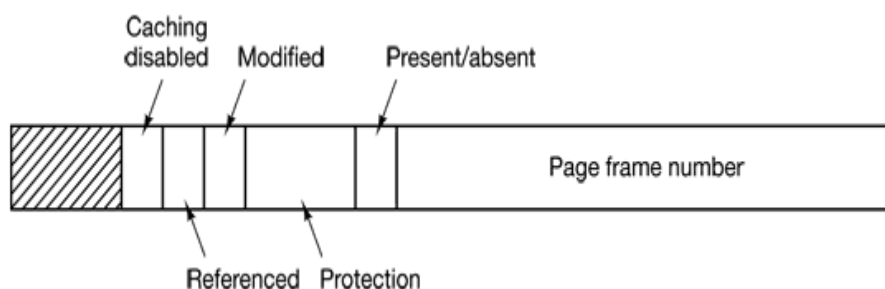 Caching
disabled
Modified
Present/absent
Page frame number
Referenced
Protection